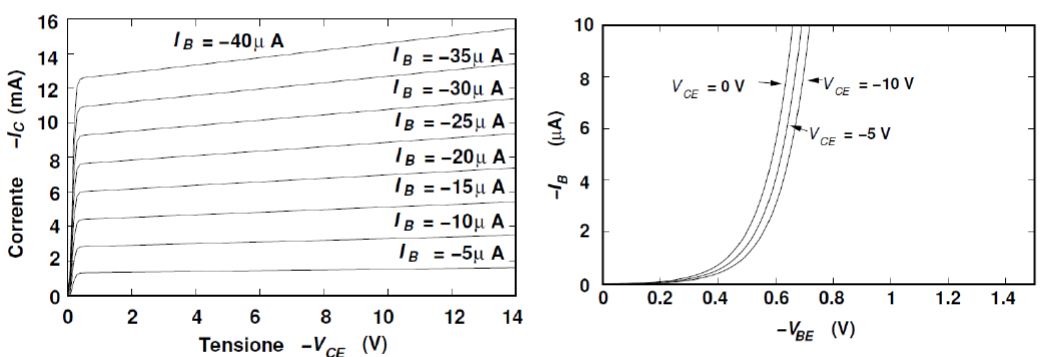 16
14
12
10
8
6
4
2
0
Corrente -I_C (mA)
I_B = -40μ A
I_B = -35μ A
I_B = -30μ A
I_B = -25μ A
I_B = -20μ A
I_B = -15μ A
I_B = -10μ A
I_B = -5μ A
0 2 4 6 8 10 12 14
Tensione -V_CE (V)
10
8
6
4
2
0
-I_B (μA)
V_CE = 0 V
V_CE = -10 V
V_CE = -5 V
0 0.2 0.4 0.6 0.8 1 1.2 1.4
-V_BE (V)